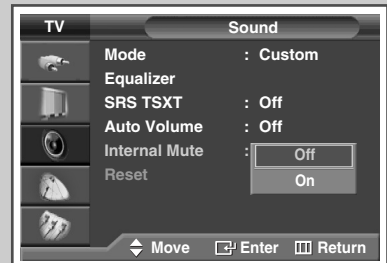 TV Sound
Mode : Custom
Equalizer
SRS TSXT : Off
Auto Volume : Off
Internal Mute : Off
On
Reset
Move Enter Return